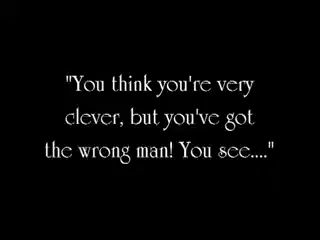 "You think you're very
clever, but you've got
the wrong man! You see...."